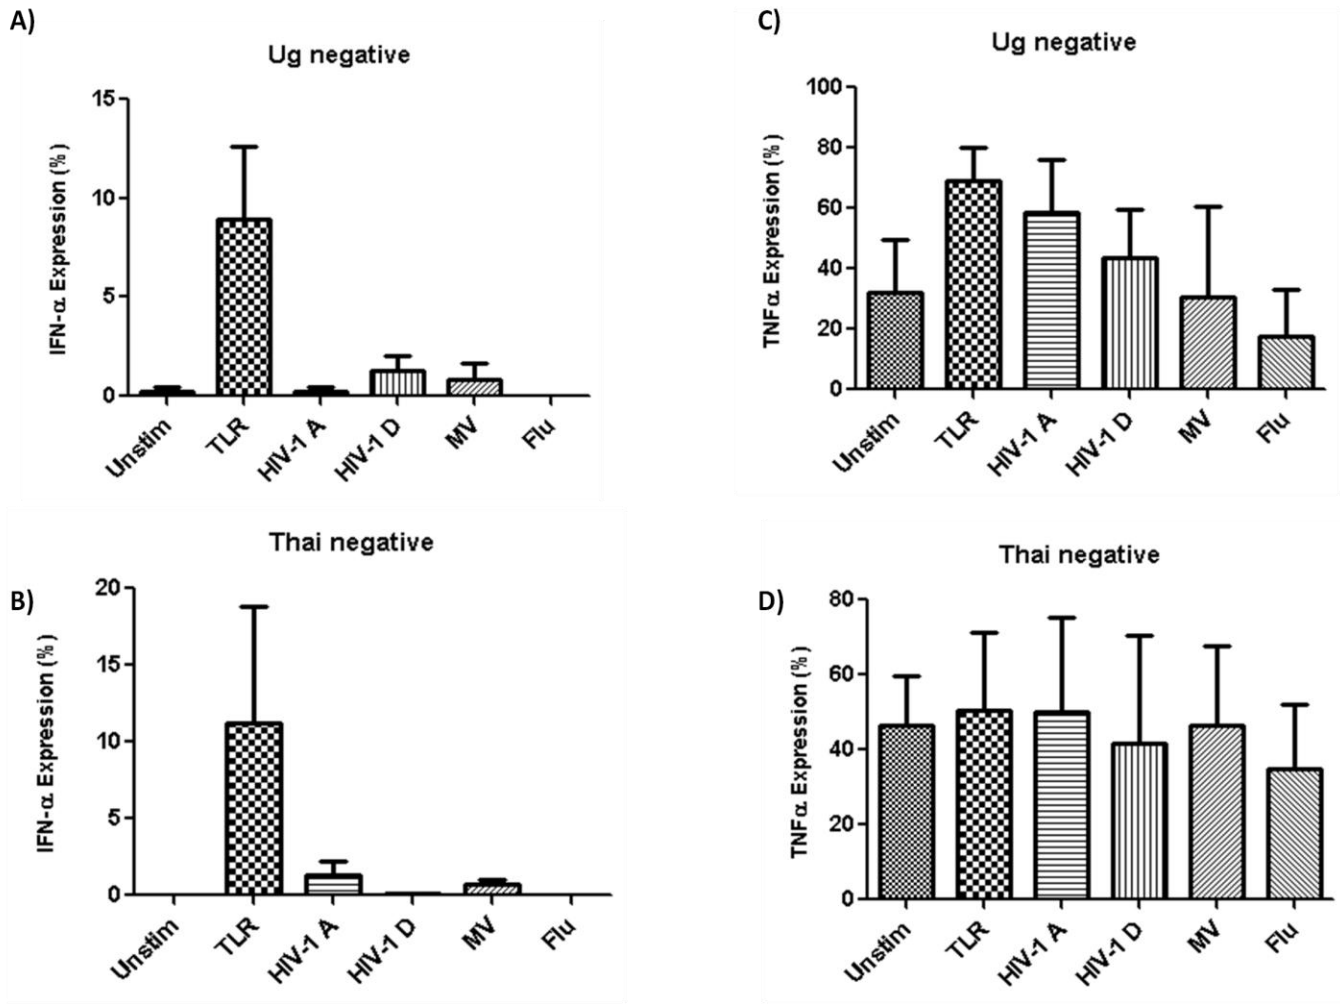 A)
Ug negative
IFN-α Expression (%)
15
10
5
0
Unstim
TLR
HIV-1 A
HIV-1 D
MV
Flu
C)
Ug negative
TNFα Expression (%)
100
80
60
40
20
0
Unstim
TLR
HIV-1 A
HIV-1 D
MV
Flu
B)
Thai negative
IFN-α Expression (%)
20
15
10
5
0
Unstim
TLR
HIV-1 A
HIV-1 D
MV
Flu
D)
Thai negative
TNFα Expression (%)
80
60
40
20
0
Unstim
TLR
HIV-1 A
HIV-1 D
MV
Flu